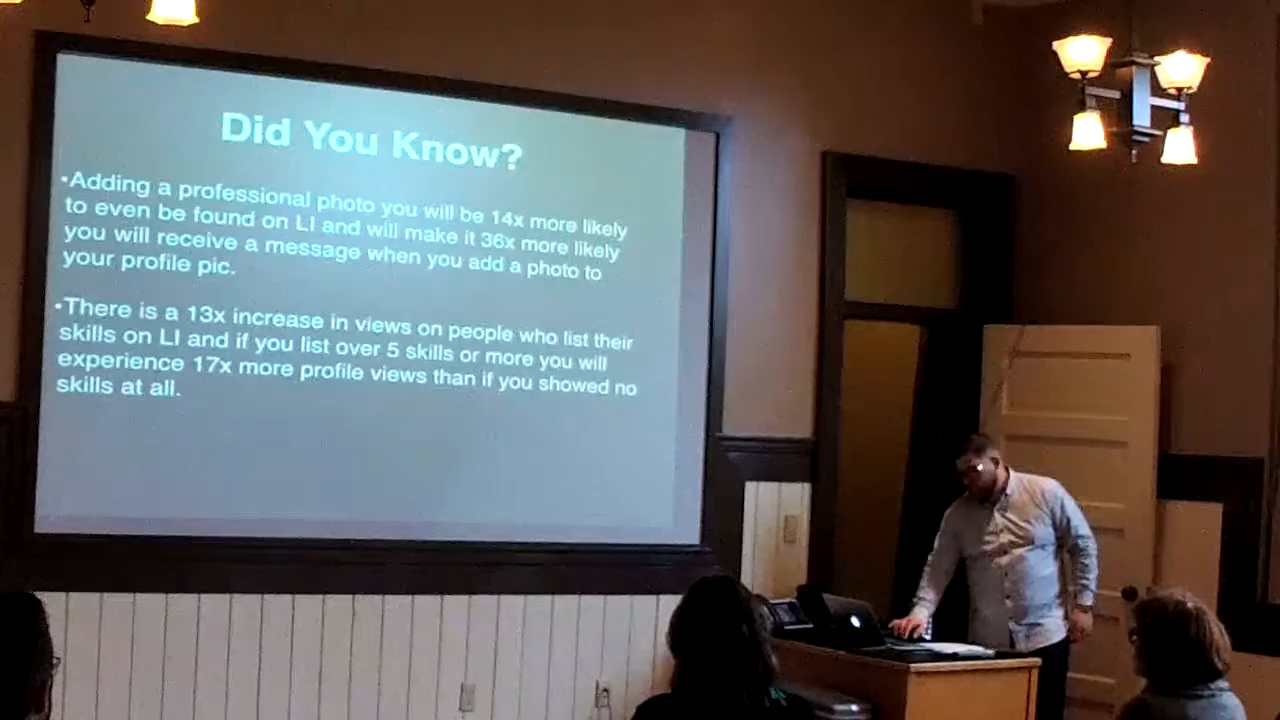 Did You Know?
•Adding a professional photo you will be 14x more likely
to even be found on LI and will make it 36x more likely
you will receive a message when you add a photo to
your profile pic.
•There is a 13x increase in views on people who list their
skills on LI and if you list over 5 skills or more you will
experience 17x more profile views than if you showed no
skills at all.